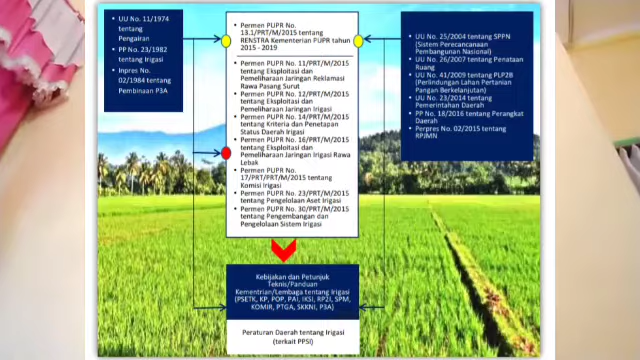 • UU No. 11/1974
tentang
Pengairan
• PP No. 23/1982
tentang Irigasi
• Inpres No.
02/1984 tentang
Pembinuan P3A
• Permen PUPR No.
13.1/PRT/M/2015 tentang
RENSTRA Kementerian PUPR tahun
2015 - 2019
• Permen PUPR No. 11/PRT/M/2015
tentang Eksploitasi dan
Pemeliharaan Jaringan Reklamasi
Rawa Pasang Surut
• Permen PUPR No. 12/PRT/M/2015
tentang Eksploitasi dan
Pemeliharaan Jaringan Irigasi
• Permen PUPR No. 14/PRT/M/2015
tentang Kriteria dan Penetapan
Status Daerah Irigasi
• Permen PUPR No. 16/PRT/M/2015
tentang Eksploitasi dan
Pemeliharaan Jaringan Irigasi Rawa
Lebak
• Permen PUPR No.
17/PRT/PRT/M/2015 tentang
Komisi Irigasi
• Permen PUPR No. 23/PRT/M/2015
tentang Pengelolaan Aset Irigasi
• Permen PUPR No. 30/PRT/M/2015
tentang Pengembangan dan
Pengelolaan Sistem Irigasi
• UU No. 25/2004 tentang SPPN
(Sistem Perecancanaan
Pembangunan Nasional)
• UU No. 26/2007 tentang Penataan
Ruang
• UU No. 41/2009 tentang PLP2B
(Perlindungan Lahan Pertanian
Pangan Berkelanjutan)
• UU No. 23/2014 tentang
Pemerintahan Daerah
• PP No. 18/2016 tentang Perangkat
Daerah
• Perpres No. 02/2015 tentang
RPJMN
Kebijakan dan Petunjuk
Teknis/Panduan
Kementrian/Lembaga tentang Irigasi
(PSETK, KP, POP, PAI, IKSI, RP2I, SPM,
KOMIR, PTGA, SKKNI, P3A)
Peraturan Daerah tentang Irigasi
(terkait PPSI)